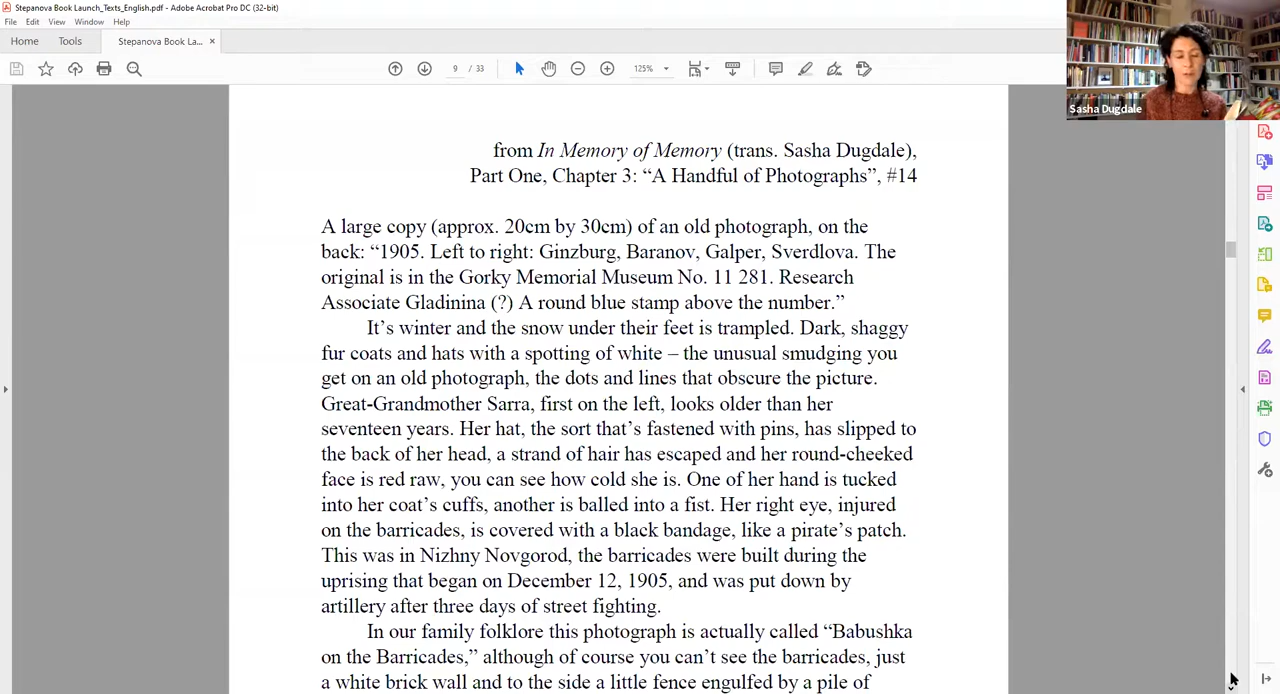 Stepanova Book Launch_Texts_English.pdf - Adobe Acrobat Pro DC (32-bit)
File Edit View Window Help
Home Tools Stepanova Book La... ×
9 / 33 125%
Sasha Dugdale
from In Memory of Memory (trans. Sasha Dugdale),
Part One, Chapter 3: “A Handful of Photographs”, #14
A large copy (approx. 20cm by 30cm) of an old photograph, on the
back: “1905. Left to right: Ginzburg, Baranov, Galper, Sverdlova. The
original is in the Gorky Memorial Museum No. 11 281. Research
Associate Gladinina (?) A round blue stamp above the number.”
It’s winter and the snow under their feet is trampled. Dark, shaggy
fur coats and hats with a spotting of white – the unusual smudging you
get on an old photograph, the dots and lines that obscure the picture.
Great-Grandmother Sarra, first on the left, looks older than her
seventeen years. Her hat, the sort that’s fastened with pins, has slipped to
the back of her head, a strand of hair has escaped and her round-cheeked
face is red raw, you can see how cold she is. One of her hand is tucked
into her coat’s cuffs, another is balled into a fist. Her right eye, injured
on the barricades, is covered with a black bandage, like a pirate’s patch.
This was in Nizhny Novgorod, the barricades were built during the
uprising that began on December 12, 1905, and was put down by
artillery after three days of street fighting.
In our family folklore this photograph is actually called “Babushka
on the Barricades,” although of course you can’t see the barricades, just
a white brick wall and to the side a little fence engulfed by a pile of